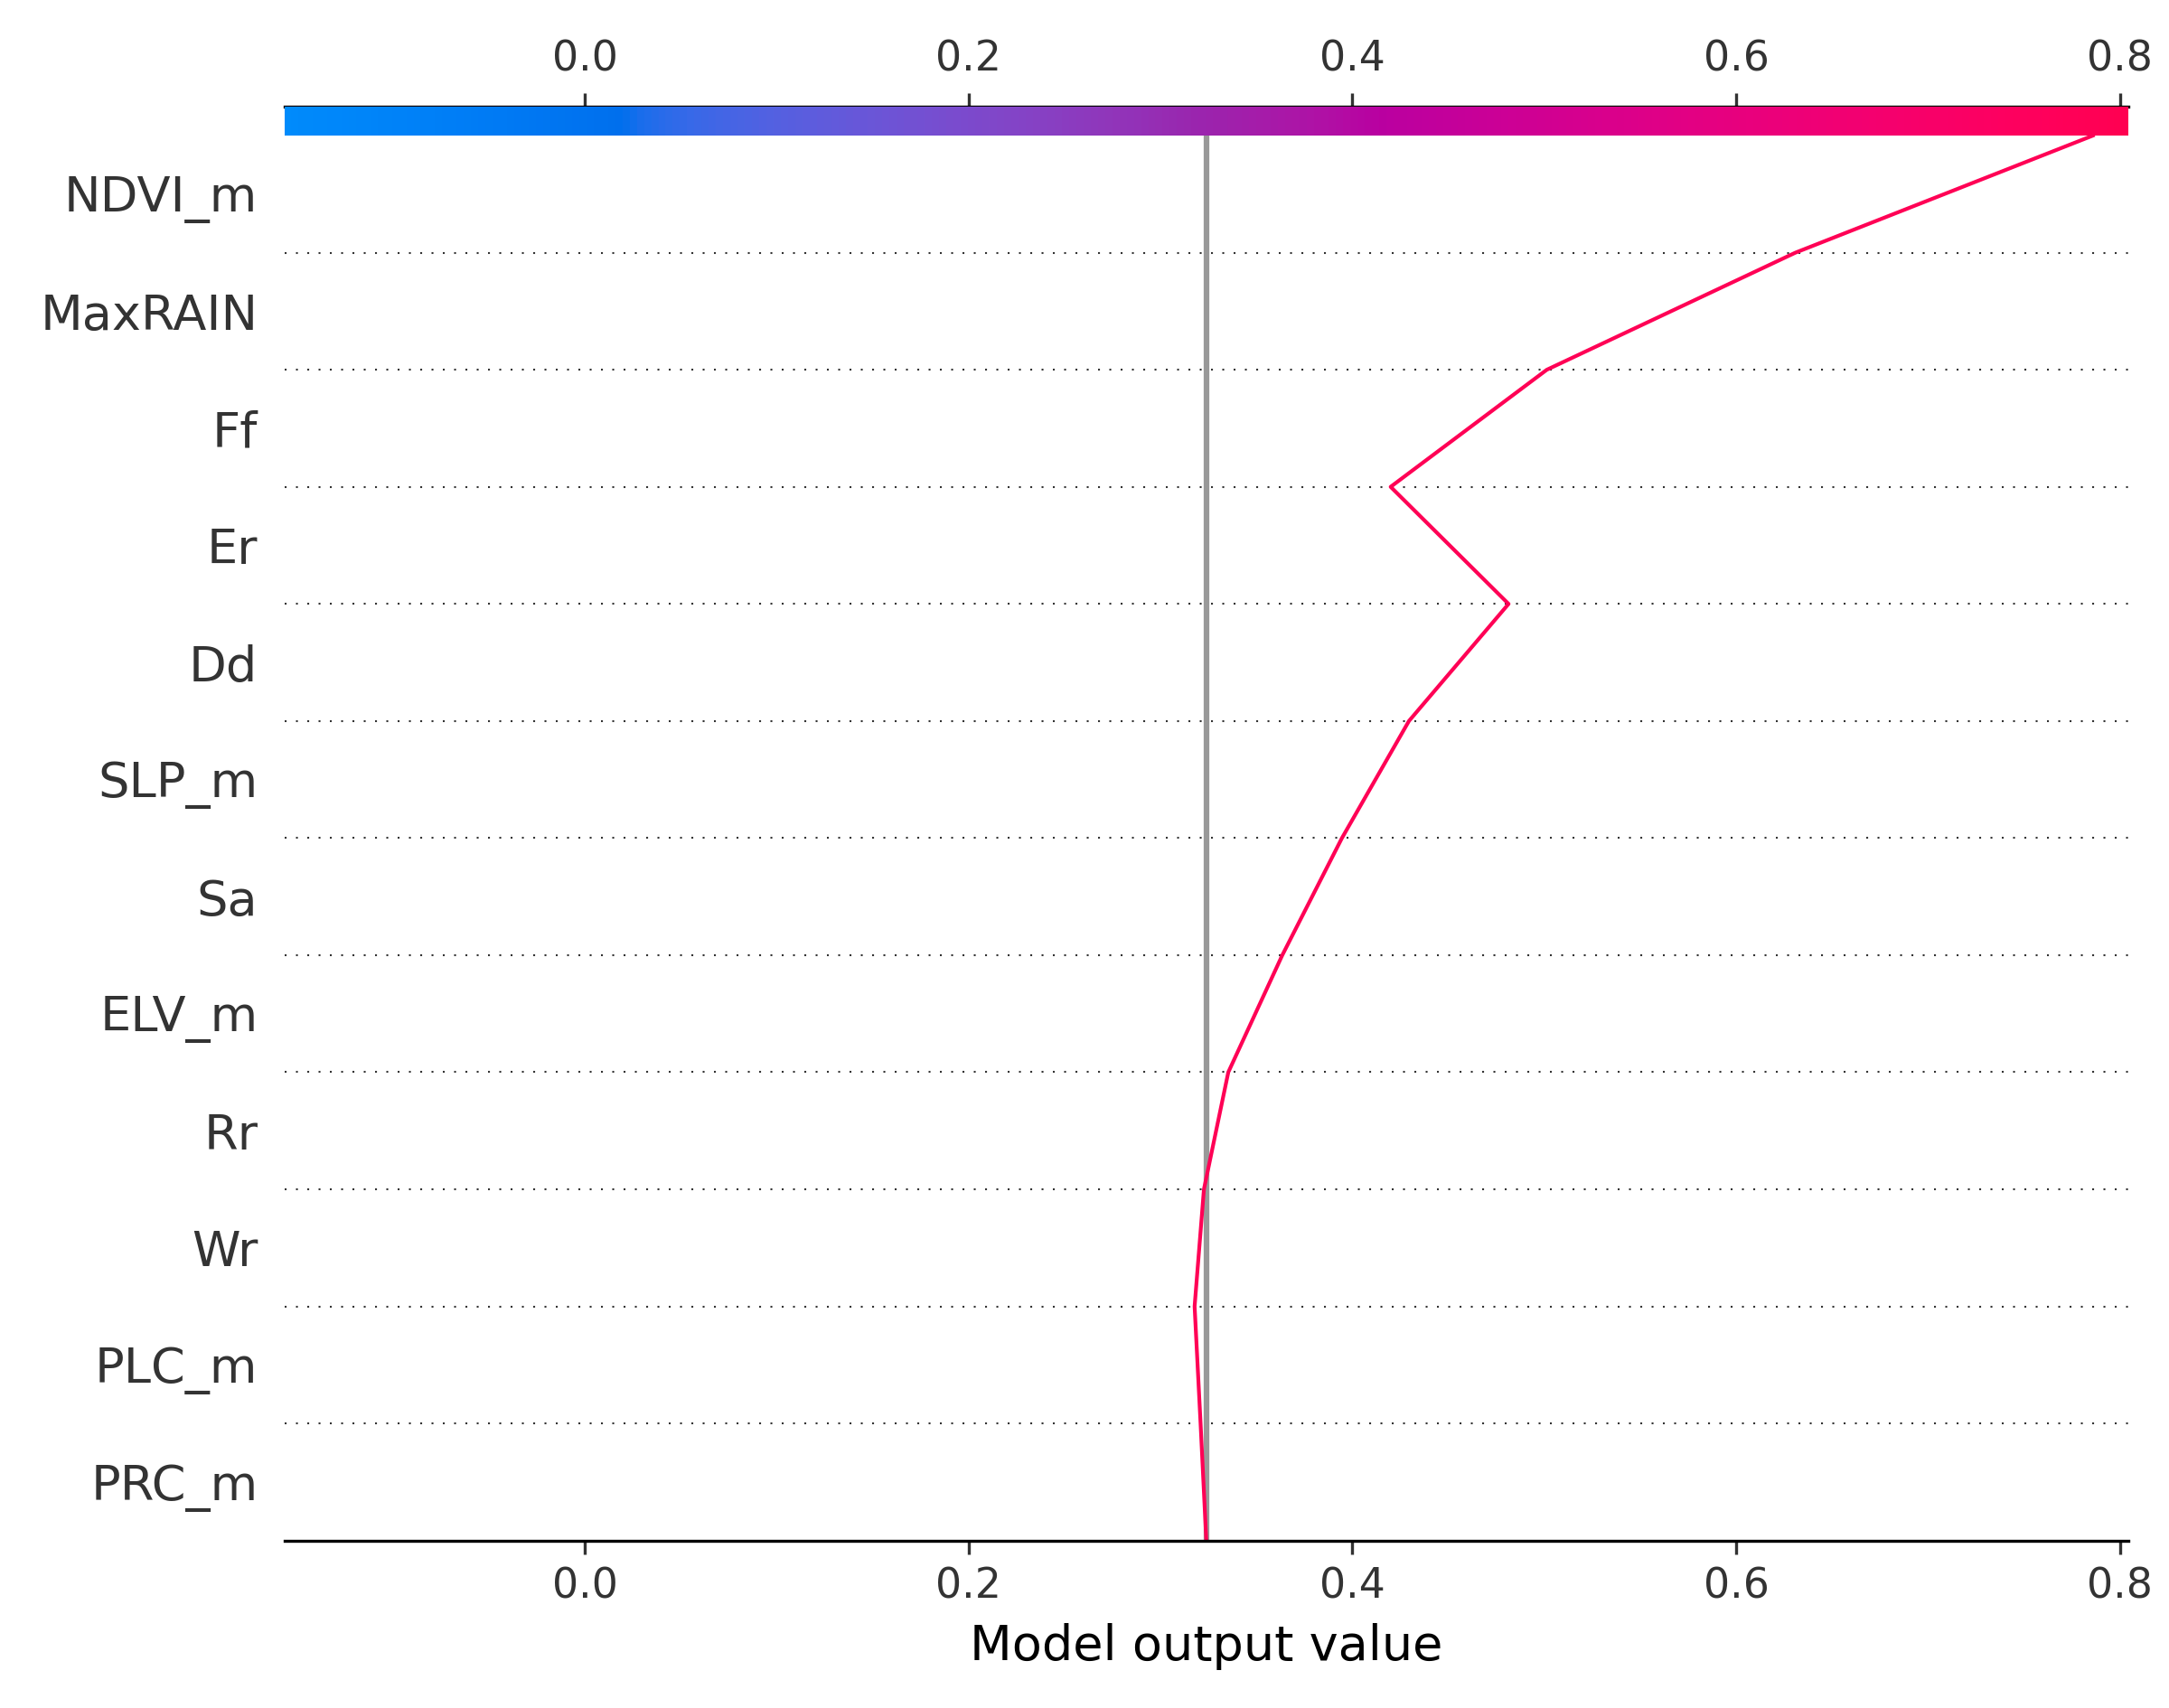 0.0 0.2 0.4 0.6 0.8
NDVI_m
MaxRAIN
Ff
Er
Dd
SLP_m
Sa
ELV_m
Rr
Wr
PLC_m
PRC_m
0.0 0.2 0.4 0.6 0.8
Model output value